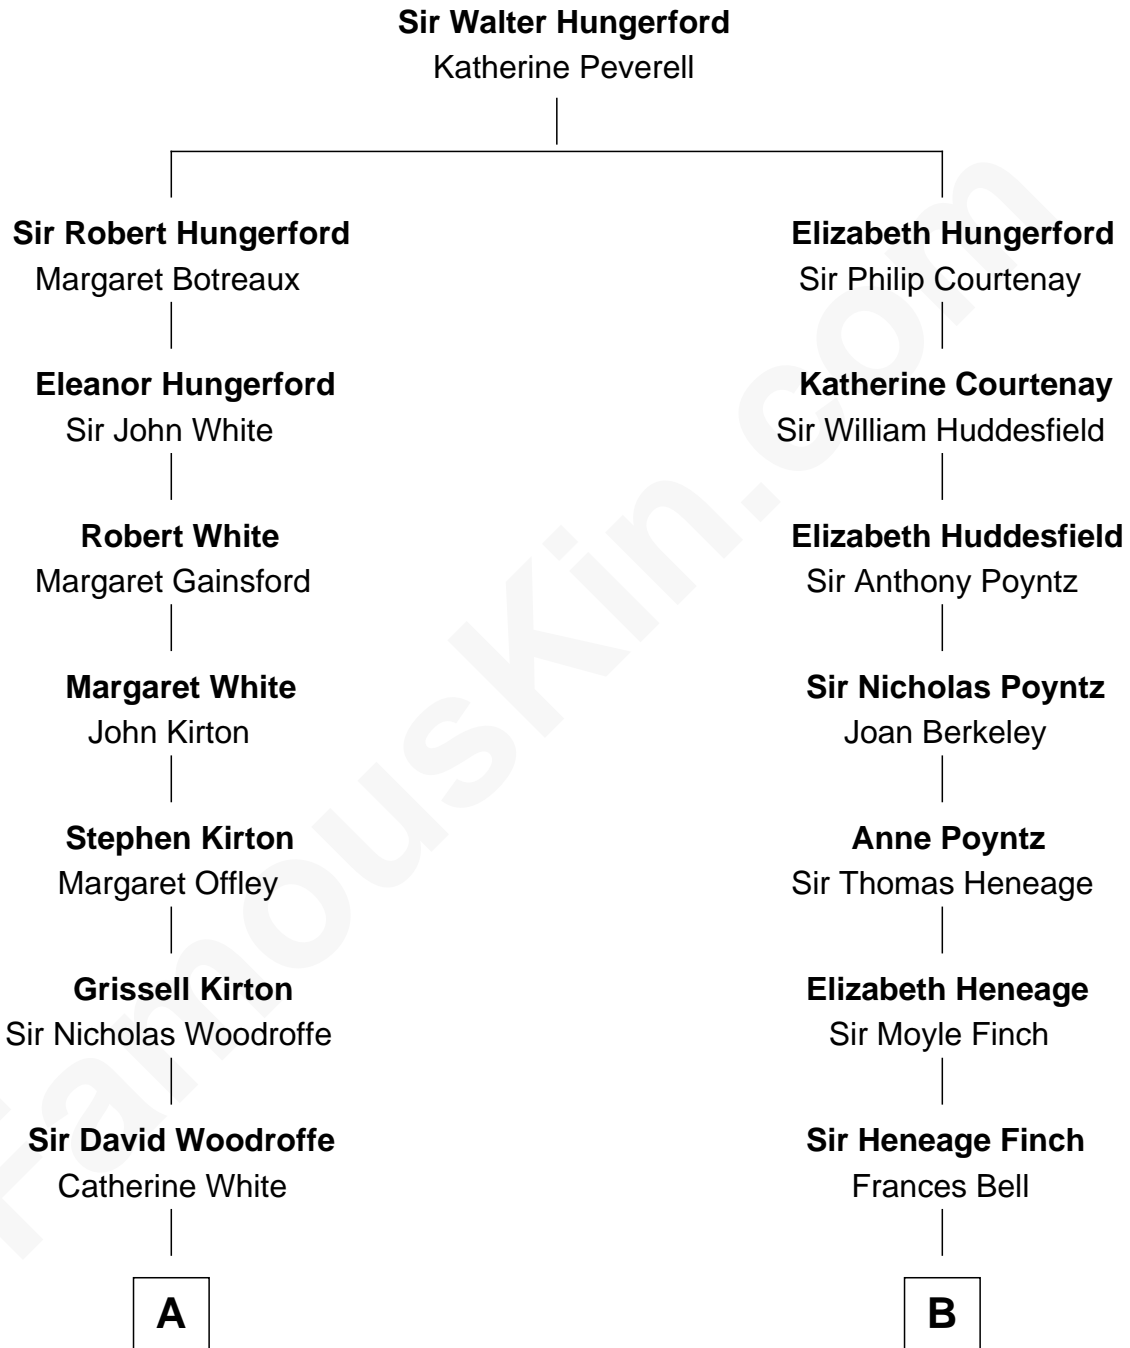 Sir Walter Hungerford
Katherine Peverell
Sir Robert Hungerford
Margaret Botreaux
Elizabeth Hungerford
Sir Philip Courtenay
Eleanor Hungerford
Sir John White
Katherine Courtenay
Sir William Huddesfield
Robert White
Margaret Gainsford
Elizabeth Huddesfield
Sir Anthony Poyntz
Margaret White
John Kirton
Sir Nicholas Poyntz
Joan Berkeley
Stephen Kirton
Margaret Offley
Anne Poyntz
Sir Thomas Heneage
Grissell Kirton
Sir Nicholas Woodroffe
Elizabeth Heneage
Sir Moyle Finch
Sir David Woodroffe
Catherine White
Sir Heneage Finch
Frances Bell
A
B
FamousKin.com